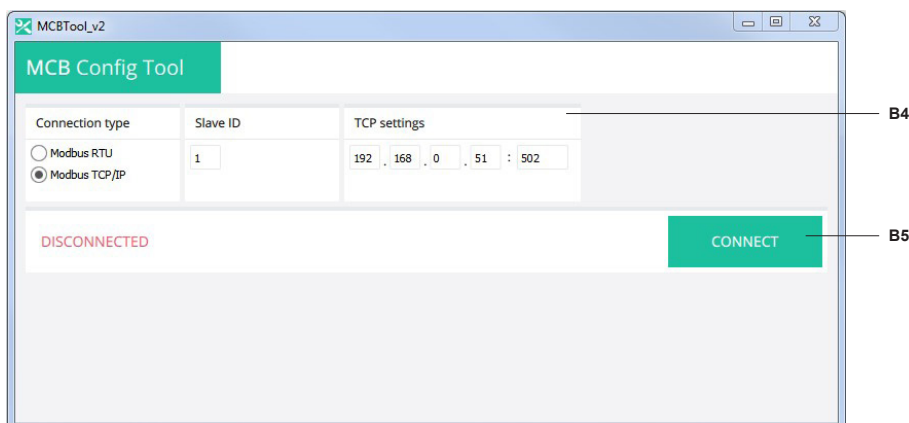 MCBTool_v2
MCB Config Tool
B4
Connection type
Slave ID
TCP settings
Modbus RTU
Modbus TCP/IP
1
192 . 168 . 0 . 51 : 502
DISCONNECTED
CONNECT
B5